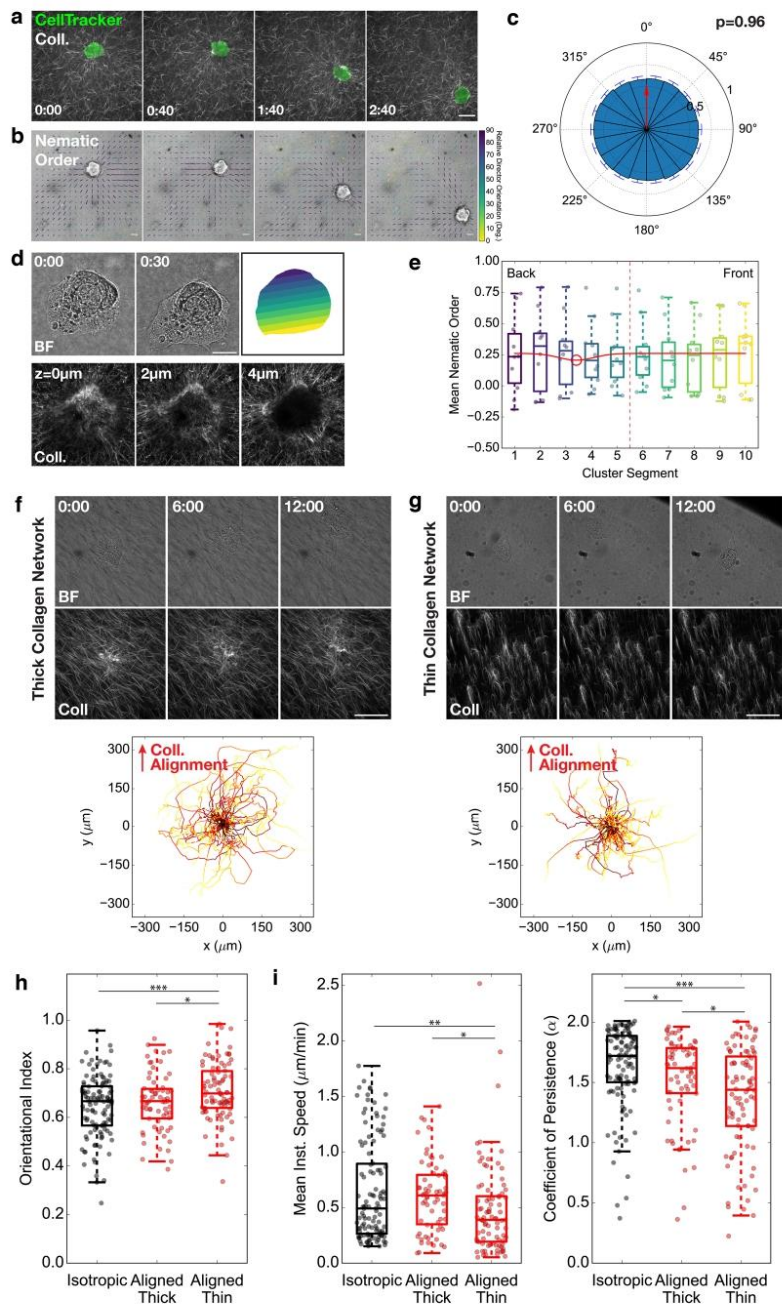 a
CellTracker
Coll.
0:00
0:40
1:40
2:40
b
Nematic
Order
90
80
70
60
50
40
30
20
10
0
Relative Director Orientation (Deg.)
c
p=0.96
0°
45°
90°
135°
180°
225°
270°
315°
0.5
1
d
0:00
0:30
BF
z=0μm
2μm
4μm
Coll.
e
Back
Front
Mean Nematic Order
1.00
0.75
0.50
0.25
0.00
−0.25
−0.50
1 2 3 4 5 6 7 8 9 10
Cluster Segment
f
Thick Collagen Network
0:00
6:00
12:00
BF
Coll
Coll.
Alignment
y (μm)
300
150
0
−150
−300
−300 −150 0 150 300
x (μm)
g
Thin Collagen Network
0:00
6:00
12:00
BF
Coll
Coll.
Alignment
y (μm)
300
150
0
−150
−300
−300 −150 0 150 300
x (μm)
h
Orientational Index
1.0
0.8
0.6
0.4
0.2
0.0
***
*
Isotropic
Aligned
Thick
Aligned
Thin
i
Mean Inst. Speed (μm/min)
2.5
2.0
1.5
1.0
0.5
0.0
**
*
Isotropic
Aligned
Thick
Aligned
Thin
Coefficient of Persistence (α)
2.0
1.5
1.0
0.5
0.0
***
*
*
Isotropic
Aligned
Thick
Aligned
Thin